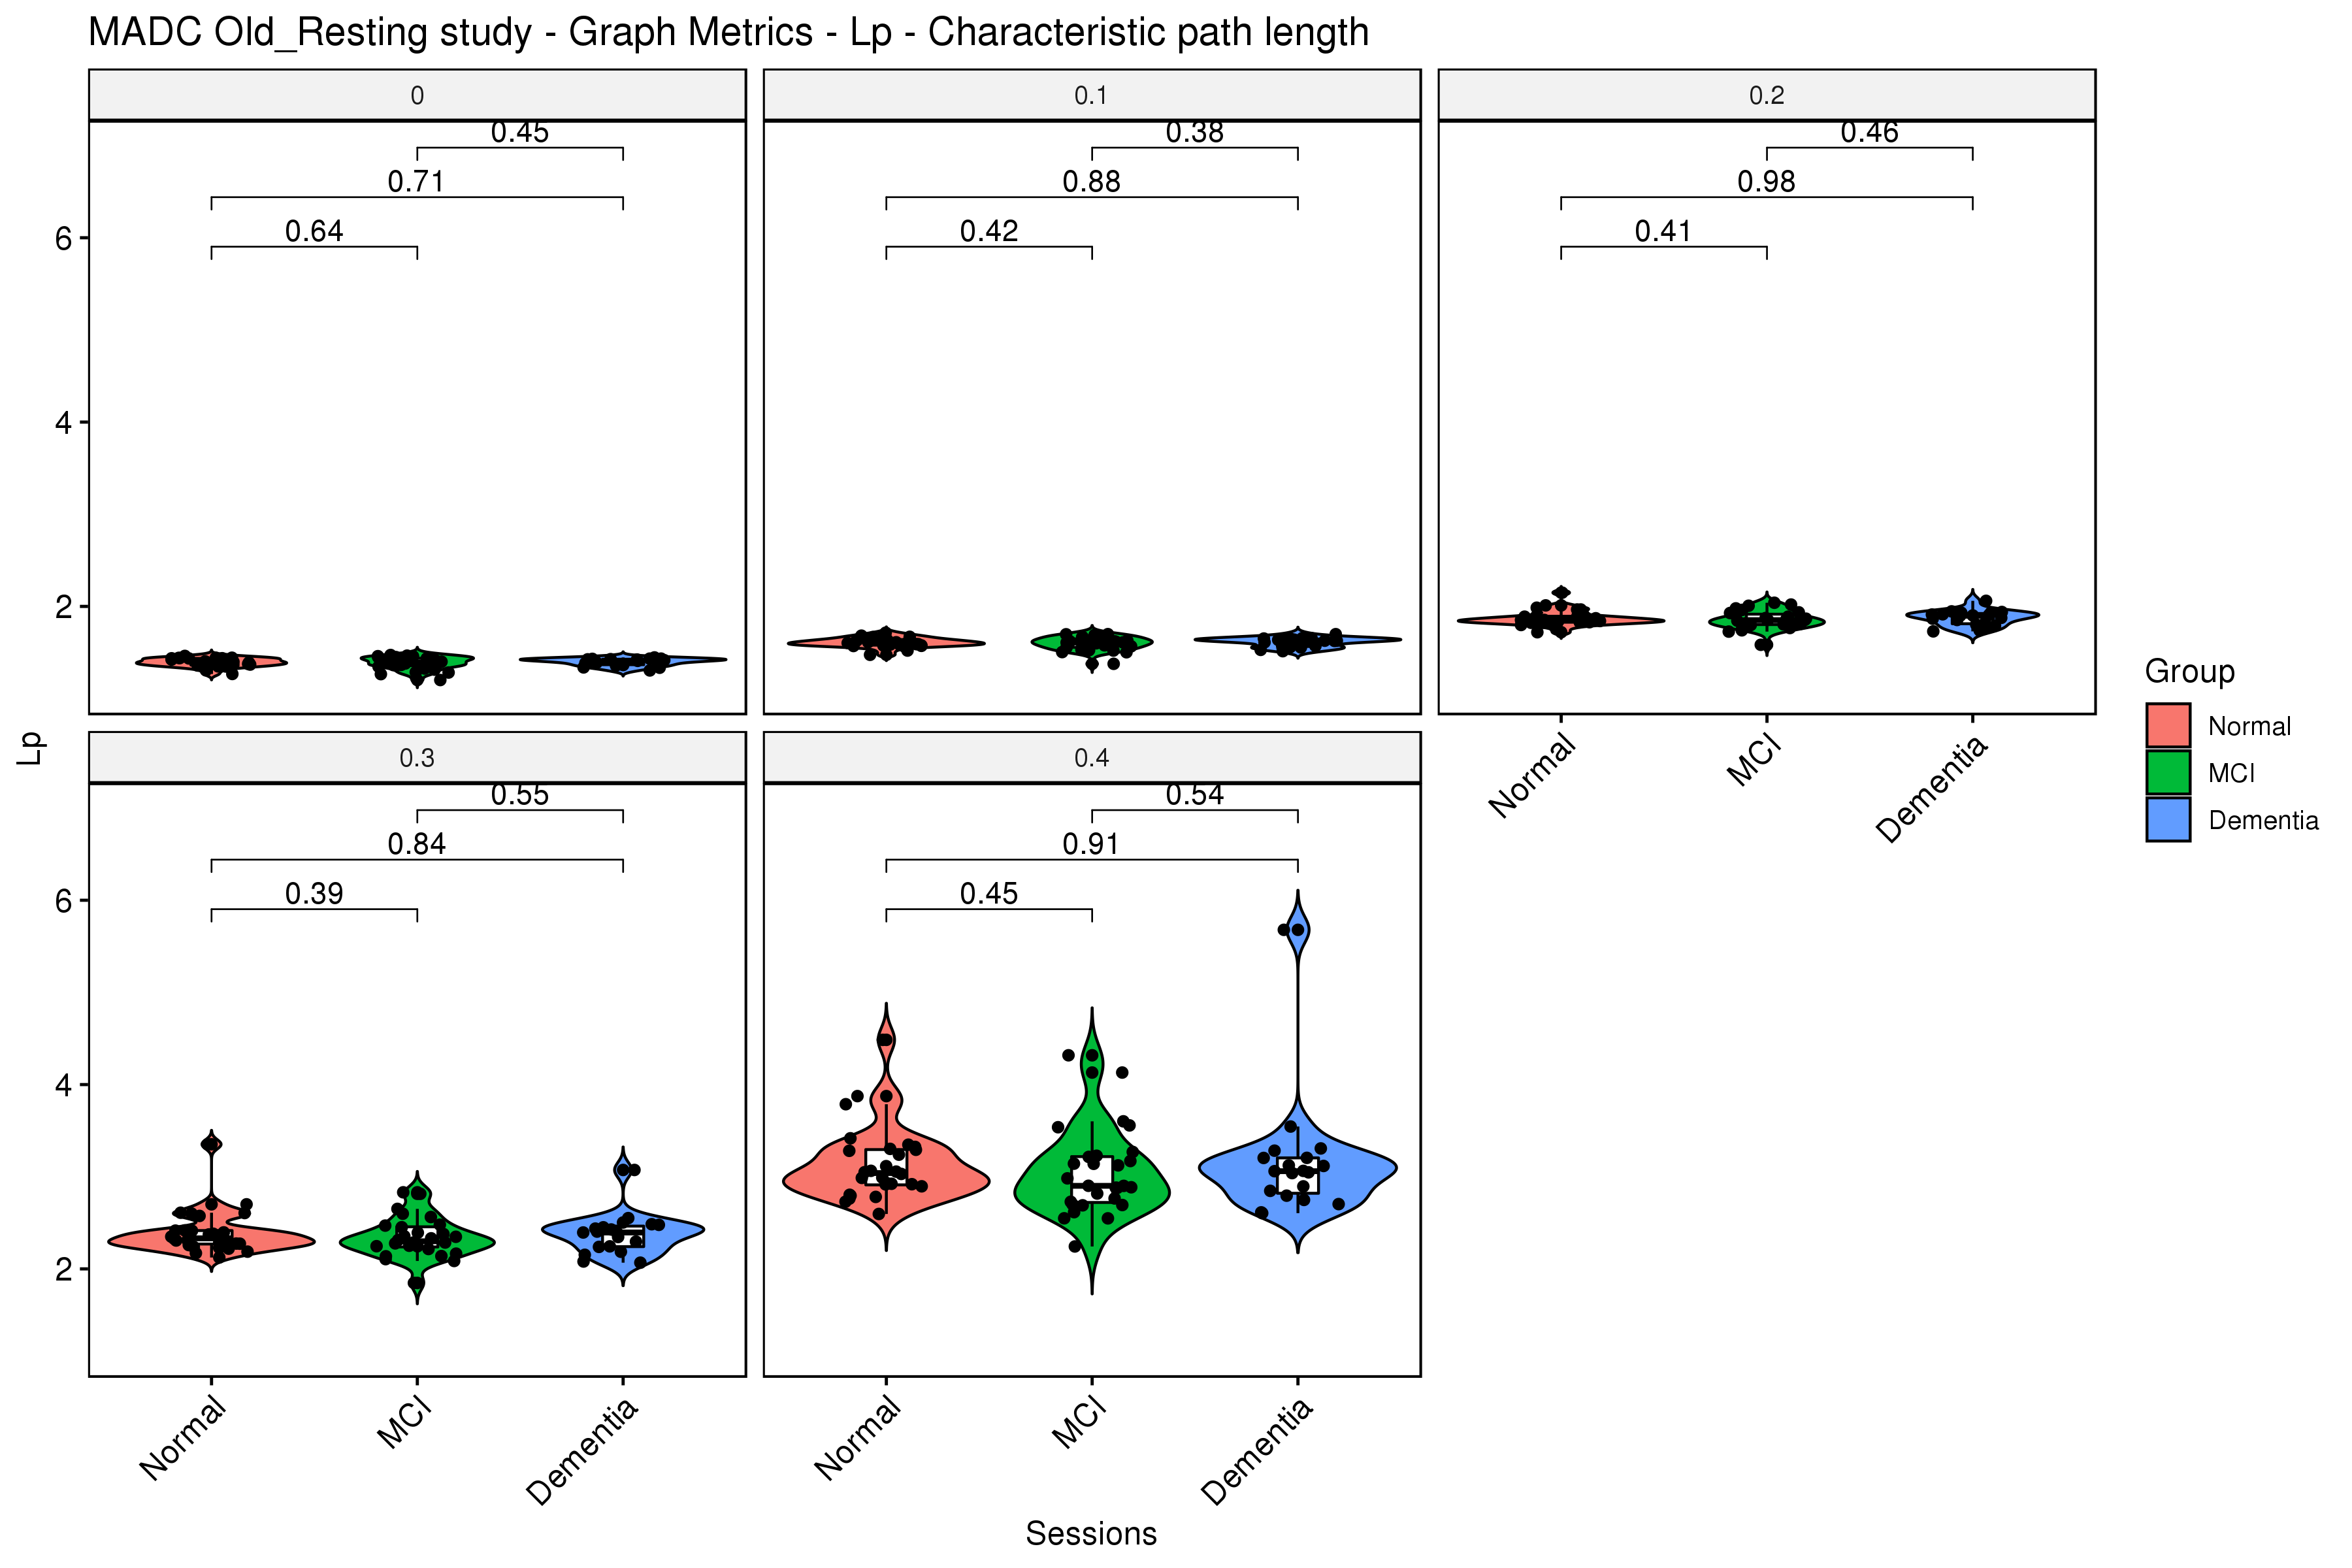 MADC Old_Resting study - Graph Metrics - Lp - Characteristic path length
0
0.1
0.2
0.45
0.71
0.64
0.38
0.88
0.42
0.46
0.98
0.41
6
4
2
Normal
MCI
Dementia
Lp
0.3
0.4
0.55
0.84
0.39
0.54
0.91
0.45
6
4
2
Normal
MCI
Dementia
Normal
MCI
Dementia
Sessions
Group
Normal
MCI
Dementia